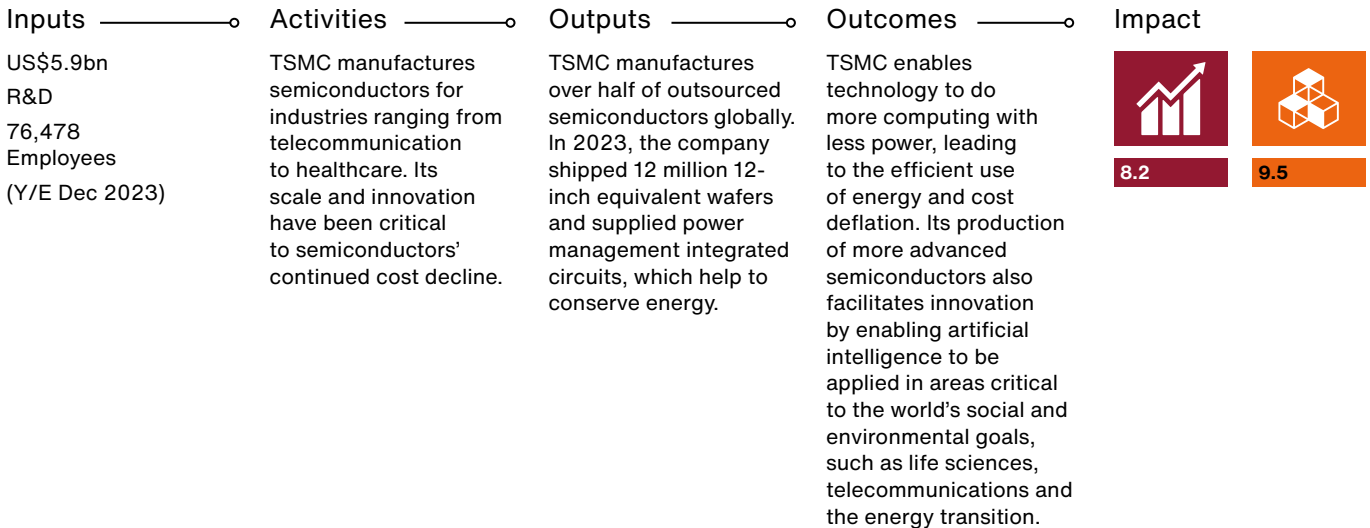 Inputs
US$5.9bn
R&D
76,478
Employees
(Y/E Dec 2023)
Activities
TSMC manufactures
semiconductors for
industries ranging from
telecommunication
to healthcare. Its
scale and innovation
have been critical
to semiconductors’
continued cost decline.
Outputs
TSMC manufactures
over half of outsourced
semiconductors globally.
In 2023, the company
shipped 12 million 12-
inch equivalent wafers
and supplied power
management integrated
circuits, which help to
conserve energy.
Outcomes
TSMC enables
technology to do
more computing with
less power, leading
to the efficient use
of energy and cost
deflation. Its production
of more advanced
semiconductors also
facilitates innovation
by enabling artificial
intelligence to be
applied in areas critical
to the world’s social and
environmental goals,
such as life sciences,
telecommunications and
the energy transition.
Impact
8.2
9.5